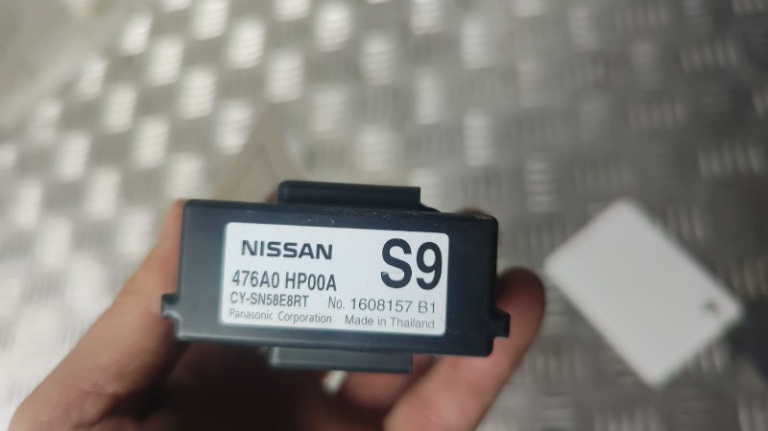 NISSAN S9
476A0 HP00A
CY-SN58E8RT No. 1608157 B1
Panasonic Corporation Made in Thailand